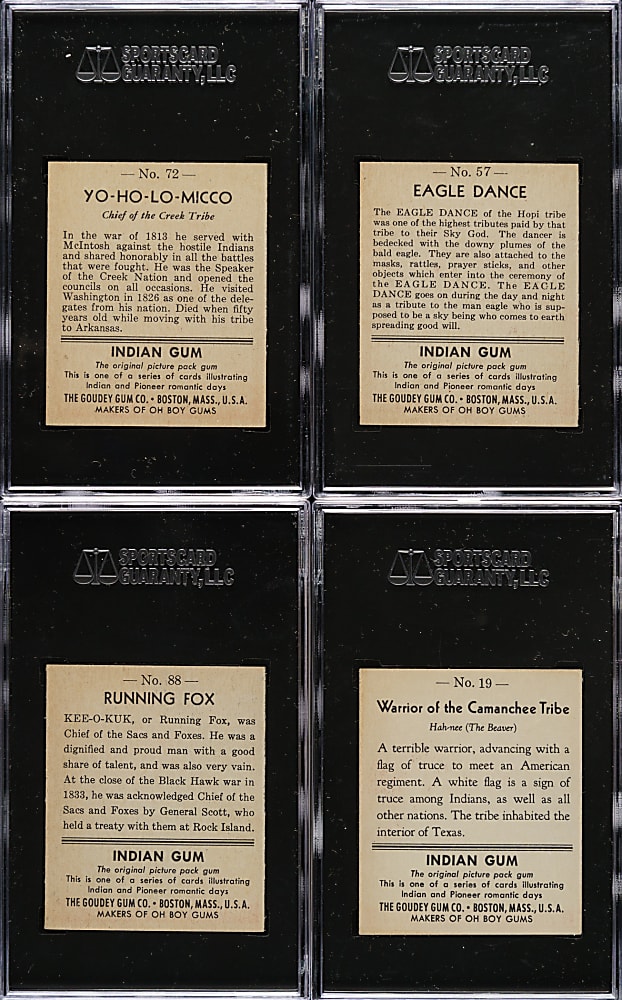 SPORTSCARD
GUARANTY, LLC
— No. 72 —
YO-HO-LO-MICCO
Chief of the Creek Tribe
In the war of 1813 he served with
McIntosh against the hostile Indians
and shared honorably in all the battles
that were fought. He was the Speaker
of the Creek Nation and opened the
councils on all occasions. He visited
Washington in 1826 as one of the dele-
gates from his nation. Died when fifty
years old while moving with his tribe
to Arkansas.
INDIAN GUM
The original picture pack gum
This is one of a series of cards illustrating
Indian and Pioneer romantic days
THE GOUDEY GUM CO. • BOSTON, MASS., U.S.A.
MAKERS OF OH BOY GUMS
SPORTSCARD
GUARANTY, LLC
— No. 57 —
EAGLE DANCE
The EAGLE DANCE of the Hopi tribe
was one of the highest tributes paid by that
tribe to their Sky God. The dancer is
bedecked with the downy plumes of the
bald eagle. They are also attached to the
masks, rattles, prayer sticks, and other
objects which enter into the ceremony of
the EAGLE DANCE. The EAGLE
DANCE goes on during the day and night
as a tribute to the man eagle who is sup-
posed to be a sky being who comes to earth
spreading good will.
INDIAN GUM
The original picture pack gum
This is one of a series of cards illustrating
Indian and Pioneer romantic days
THE GOUDEY GUM CO. • BOSTON, MASS., U.S.A.
MAKERS OF OH BOY GUMS
SPORTSCARD
GUARANTY, LLC
— No. 88 —
RUNNING FOX
KEE-O-KUK, or Running Fox, was
Chief of the Sacs and Foxes. He was a
dignified and proud man with a good
share of talent, and was also very vain.
At the close of the Black Hawk war in
1833, he was acknowledged Chief of the
Sacs and Foxes by General Scott, who
held a treaty with them at Rock Island.
INDIAN GUM
The original picture pack gum
This is one of a series of cards illustrating
Indian and Pioneer romantic days
THE GOUDEY GUM CO. • BOSTON, MASS., U.S.A.
MAKERS OF OH BOY GUMS
SPORTSCARD
GUARANTY, LLC
— No. 19 —
Warrior of the Camanchee Tribe
Hah-nee (The Beaver)
A terrible warrior, advancing with a
flag of truce to meet an American
regiment. A white flag is a sign of
truce among Indians, as well as all
other nations. The tribe inhabited the
interior of Texas.
INDIAN GUM
The original picture pack gum
This is one of a series of cards illustrating
Indian and Pioneer romantic days
THE GOUDEY GUM CO. • BOSTON, MASS., U.S.A.
MAKERS OF OH BOY GUMS